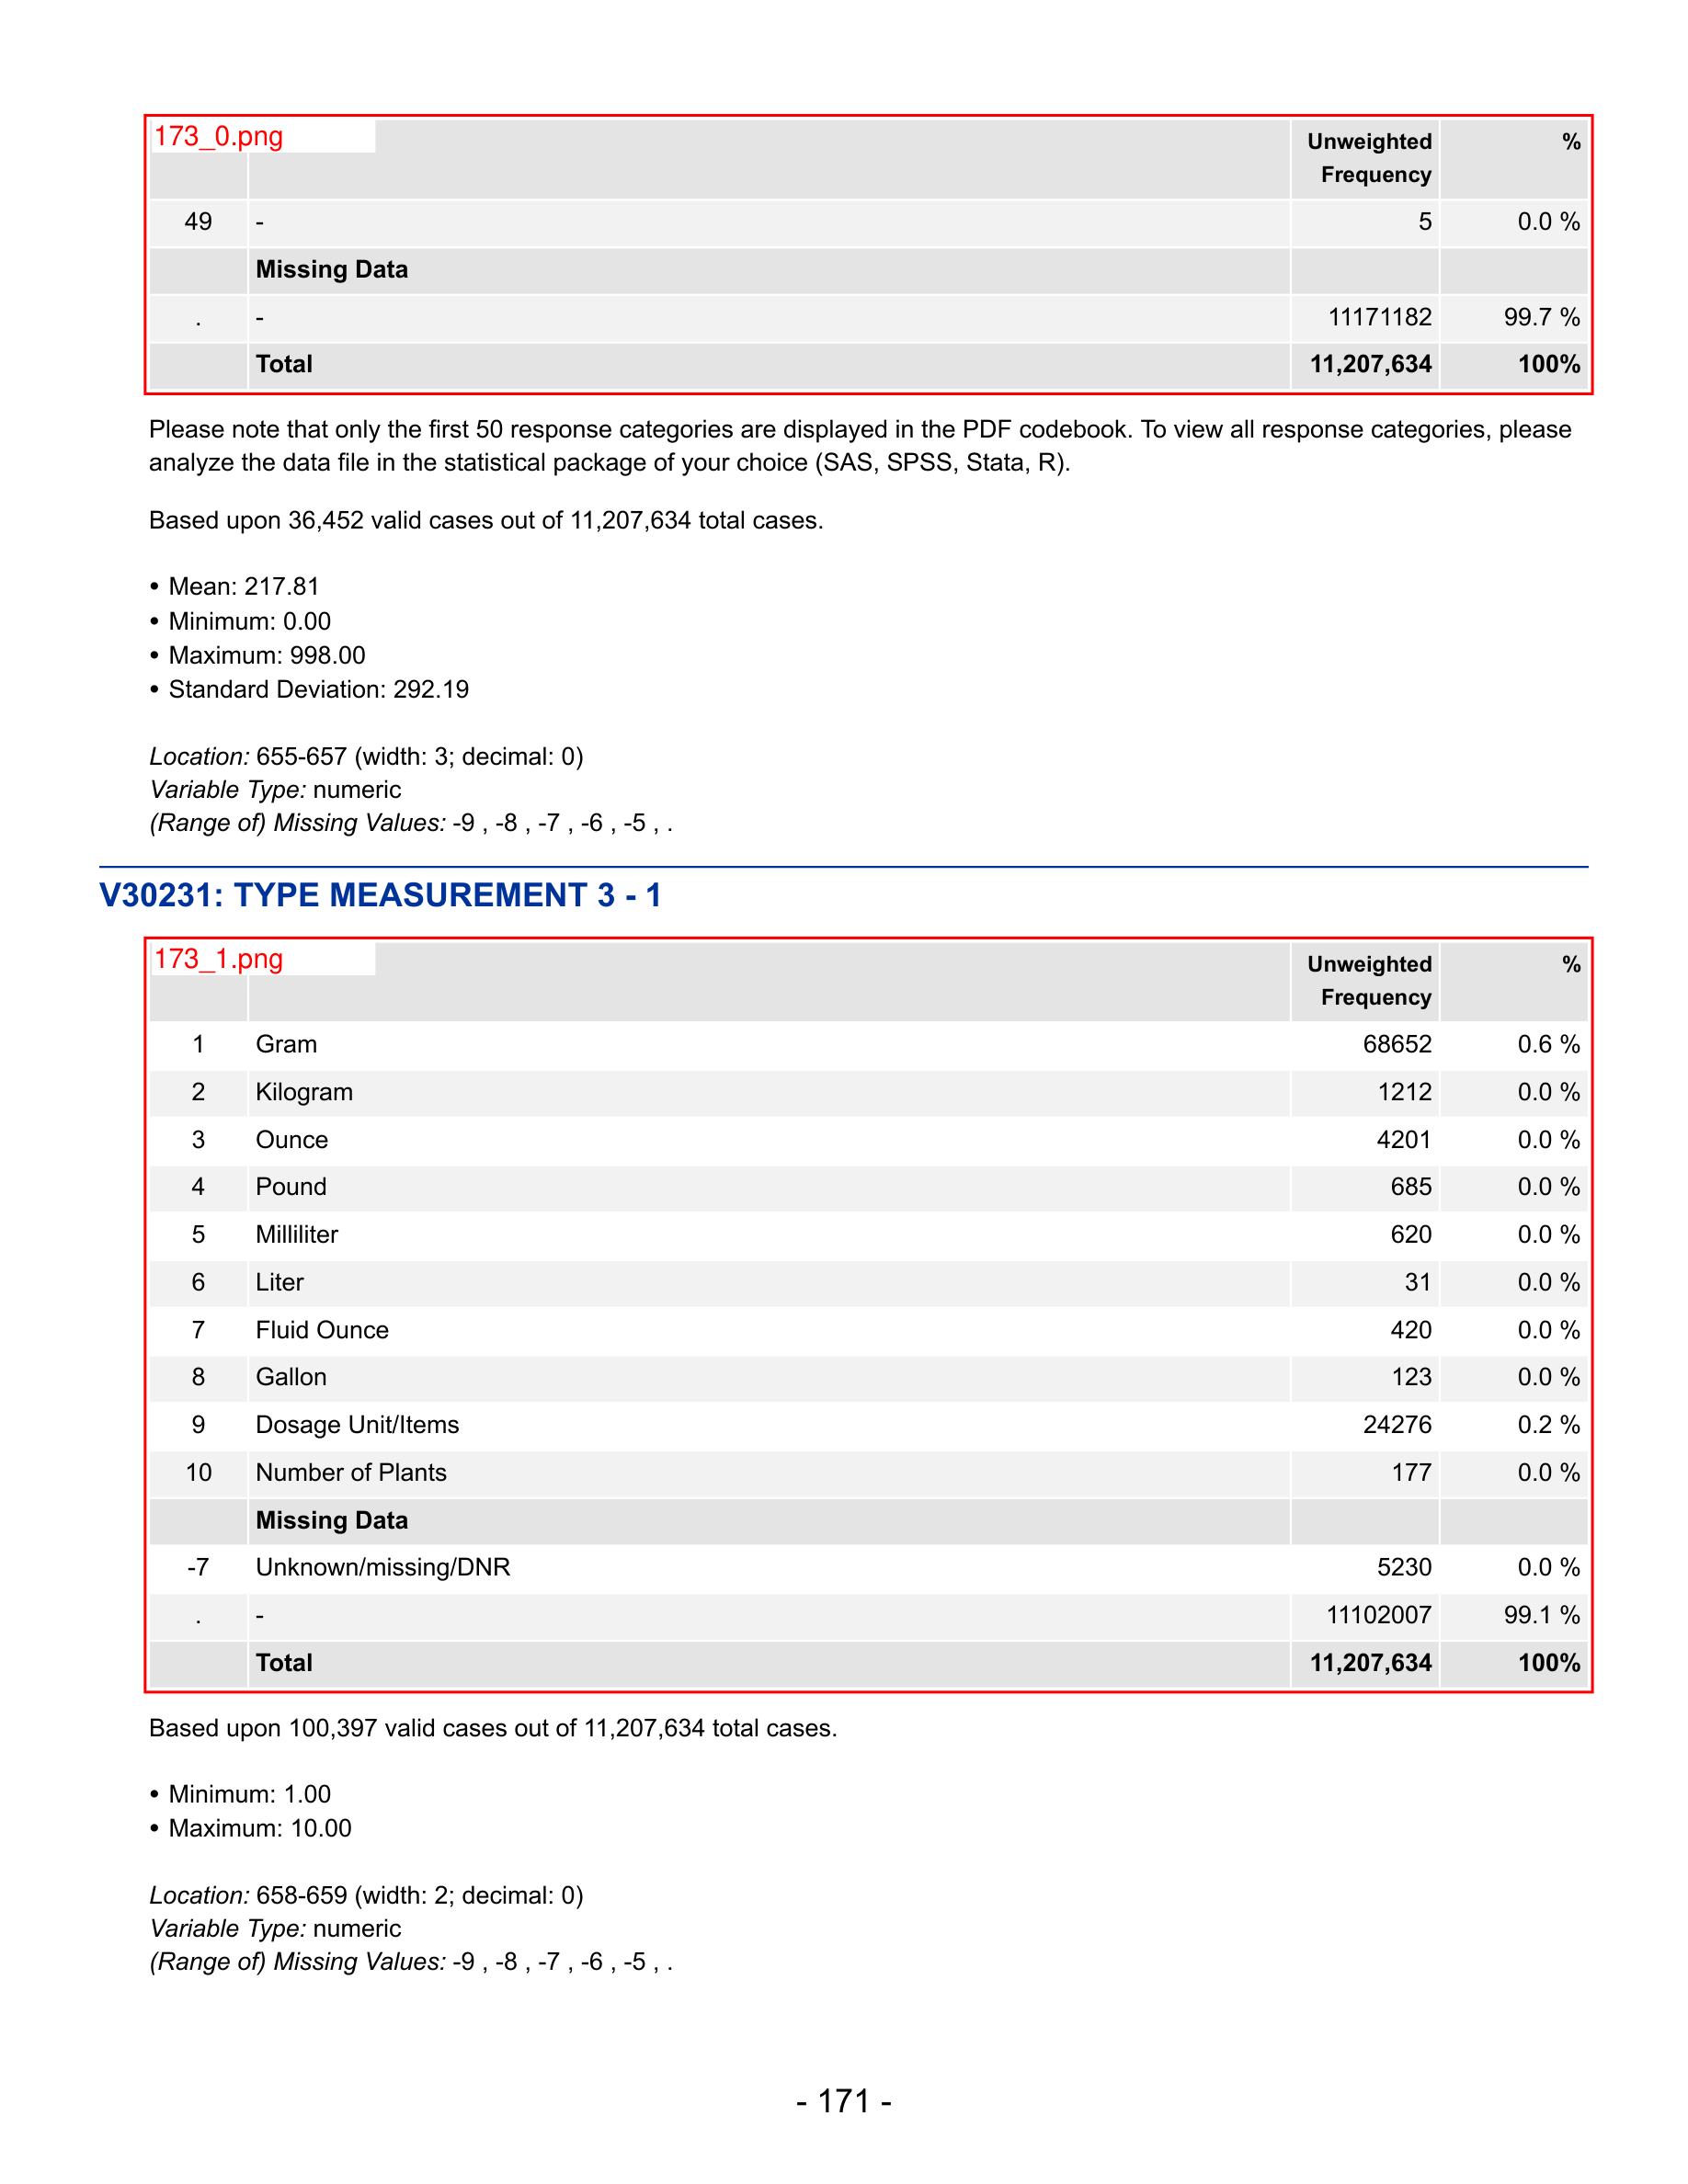 173_0.png
Unweighted Frequency %
49 - 5 0.0 %
Missing Data
. - 11171182 99.7 %
Total 11,207,634 100%
Please note that only the first 50 response categories are displayed in the PDF codebook. To view all response categories, please
analyze the data file in the statistical package of your choice (SAS, SPSS, Stata, R).
Based upon 36,452 valid cases out of 11,207,634 total cases.
• Mean: 217.81
• Minimum: 0.00
• Maximum: 998.00
• Standard Deviation: 292.19
Location: 655-657 (width: 3; decimal: 0)
Variable Type: numeric
(Range of) Missing Values: -9 , -8 , -7 , -6 , -5 , .
V30231: TYPE MEASUREMENT 3 - 1
173_1.png
Unweighted Frequency %
1 Gram 68652 0.6 %
2 Kilogram 1212 0.0 %
3 Ounce 4201 0.0 %
4 Pound 685 0.0 %
5 Milliliter 620 0.0 %
6 Liter 31 0.0 %
7 Fluid Ounce 420 0.0 %
8 Gallon 123 0.0 %
9 Dosage Unit/Items 24276 0.2 %
10 Number of Plants 177 0.0 %
Missing Data
-7 Unknown/missing/DNR 5230 0.0 %
. - 11102007 99.1 %
Total 11,207,634 100%
Based upon 100,397 valid cases out of 11,207,634 total cases.
• Minimum: 1.00
• Maximum: 10.00
Location: 658-659 (width: 2; decimal: 0)
Variable Type: numeric
(Range of) Missing Values: -9 , -8 , -7 , -6 , -5 , .
- 171 -